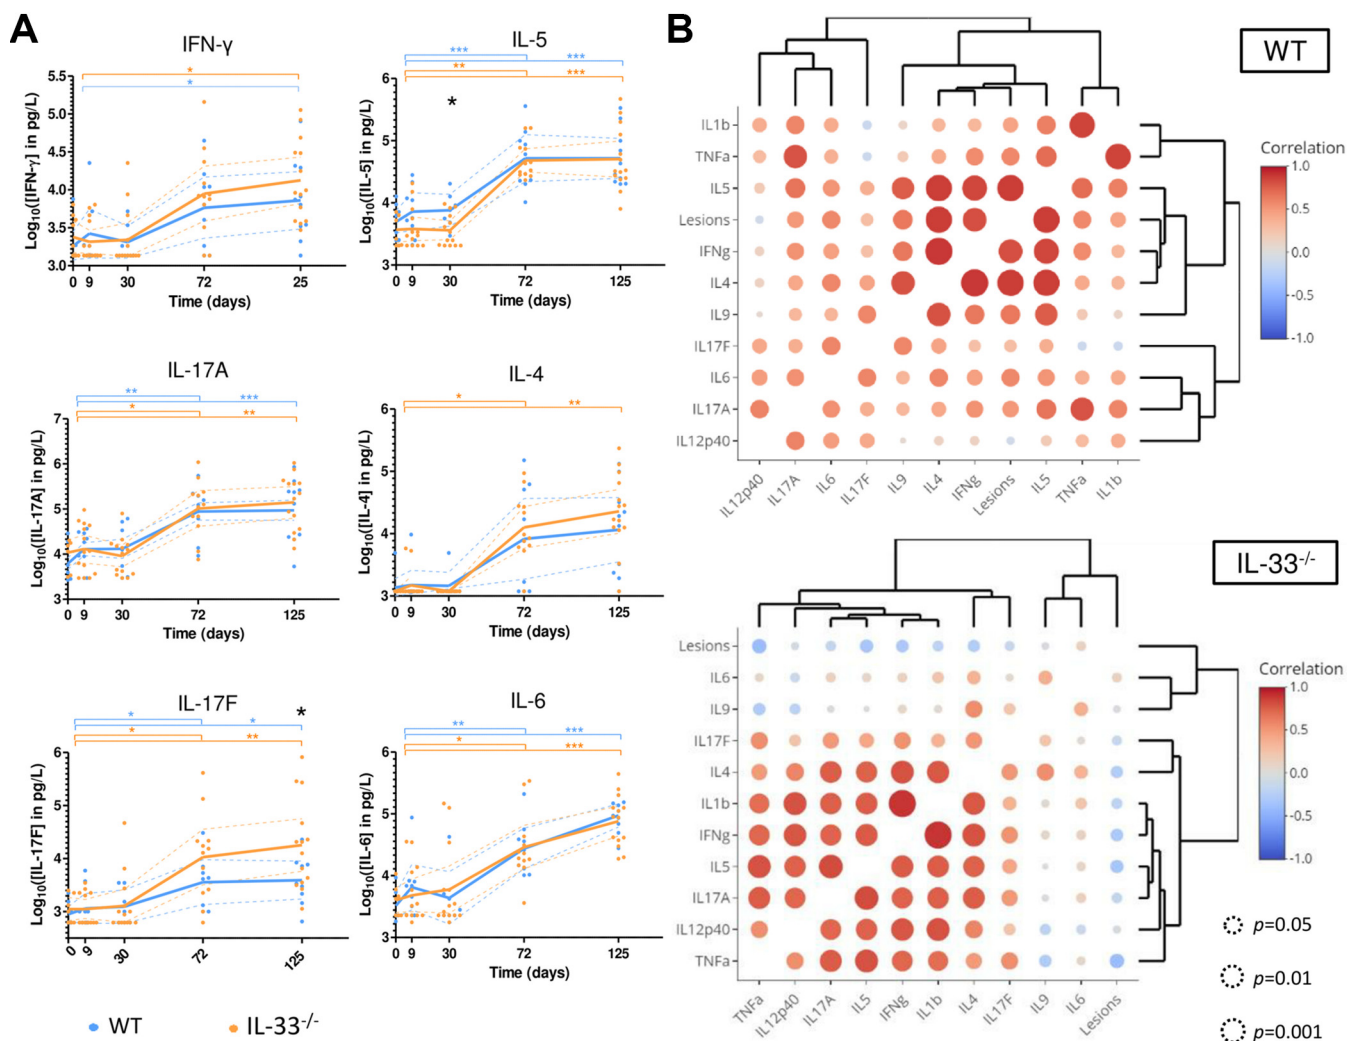 A
IFN-γ
Log10([IFN-γ] in pg/L)
5.5
5.0
4.5
4.0
3.5
3.0
*
*
0 9 30 72 25
Time (days)
IL-5
Log10([IL-5] in pg/L)
6
5
4
3
***
***
**
***
*
0 9 30 72 125
Time (days)
IL-17A
Log10([IL-17A] in pg/L)
7
6
5
4
3
**
***
*
**
0 9 30 72 125
Time (days)
IL-4
Log10([IL-4] in pg/L)
6
5
4
3
*
**
0 9 30 72 125
Time (days)
IL-17F
Log10([IL-17F] in pg/L)
6
5
4
3
*
*
*
**
*
0 9 30 72 125
Time (days)
IL-6
Log10([IL-6] in pg/L)
6
5
4
3
**
***
*
***
0 9 30 72 125
Time (days)
WT IL-33-/-
B
WT
IL1b
TNFa
IL5
Lesions
IFNg
IL4
IL9
IL17F
IL6
IL17A
IL12p40
IL12p40 IL17A IL6 IL17F IL9 IL4 IFNg Lesions IL5 TNFa IL1b
Correlation
1.0
0.5
0.0
-0.5
-1.0
IL-33-/-
Lesions
IL6
IL9
IL17F
IL4
IL1b
IFNg
IL5
IL17A
IL12p40
TNFa
TNFa IL12p40 IL17A IL5 IFNg IL1b IL4 IL17F IL9 IL6 Lesions
Correlation
1.0
0.5
0.0
-0.5
-1.0
p=0.05
p=0.01
p=0.001